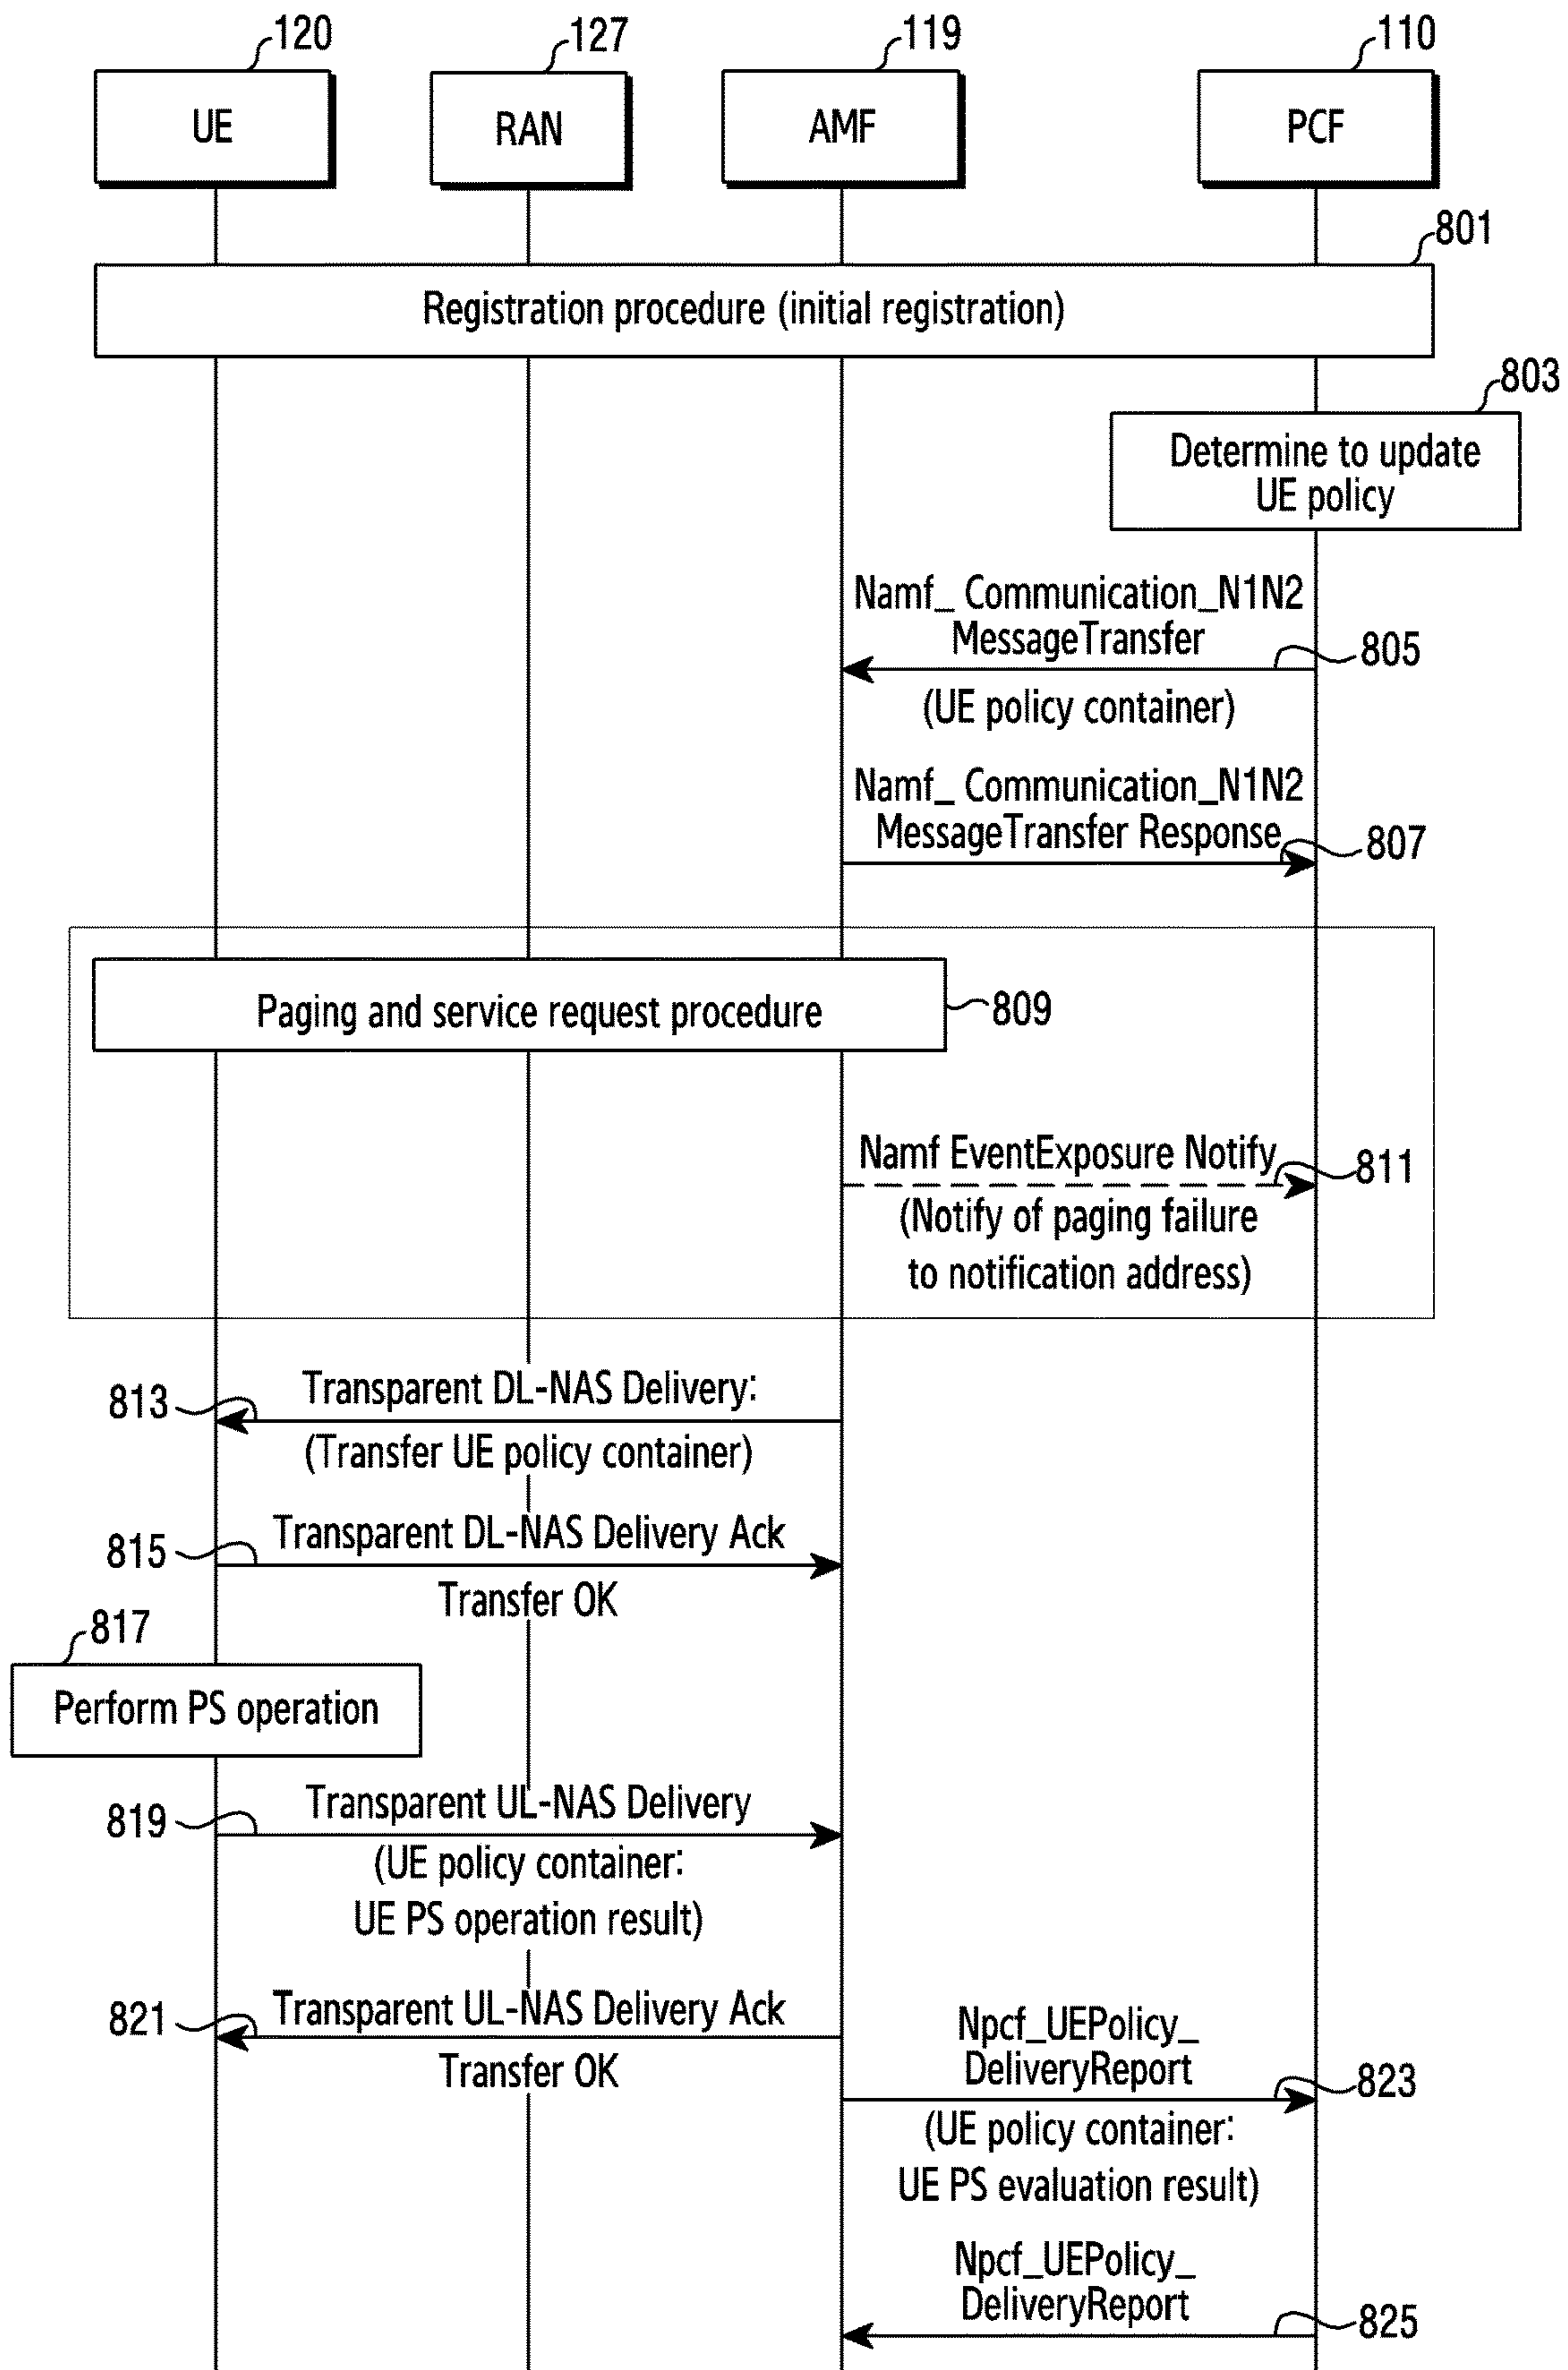 120
127
119
110
UE
RAN
AMF
PCF
801
Registration procedure (initial registration)
803
Determine to update
UE policy
Namf_ Communication_N1N2
MessageTransfer
805
(UE policy container)
Namf_ Communication_N1N2
MessageTransfer Response
807
Paging and service request procedure
809
Namf EventExposure Notify
811
(Notify of paging failure
to notification address)
Transparent DL-NAS Delivery:
813
(Transfer UE policy container)
Transparent DL-NAS Delivery Ack
815
Transfer OK
817
Perform PS operation
Transparent UL-NAS Delivery
819
(UE policy container:
UE PS operation result)
Transparent UL-NAS Delivery Ack
821
Transfer OK
Npcf_UEPolicy_
DeliveryReport
823
(UE policy container:
UE PS evaluation result)
Npcf_UEPolicy_
DeliveryReport
825